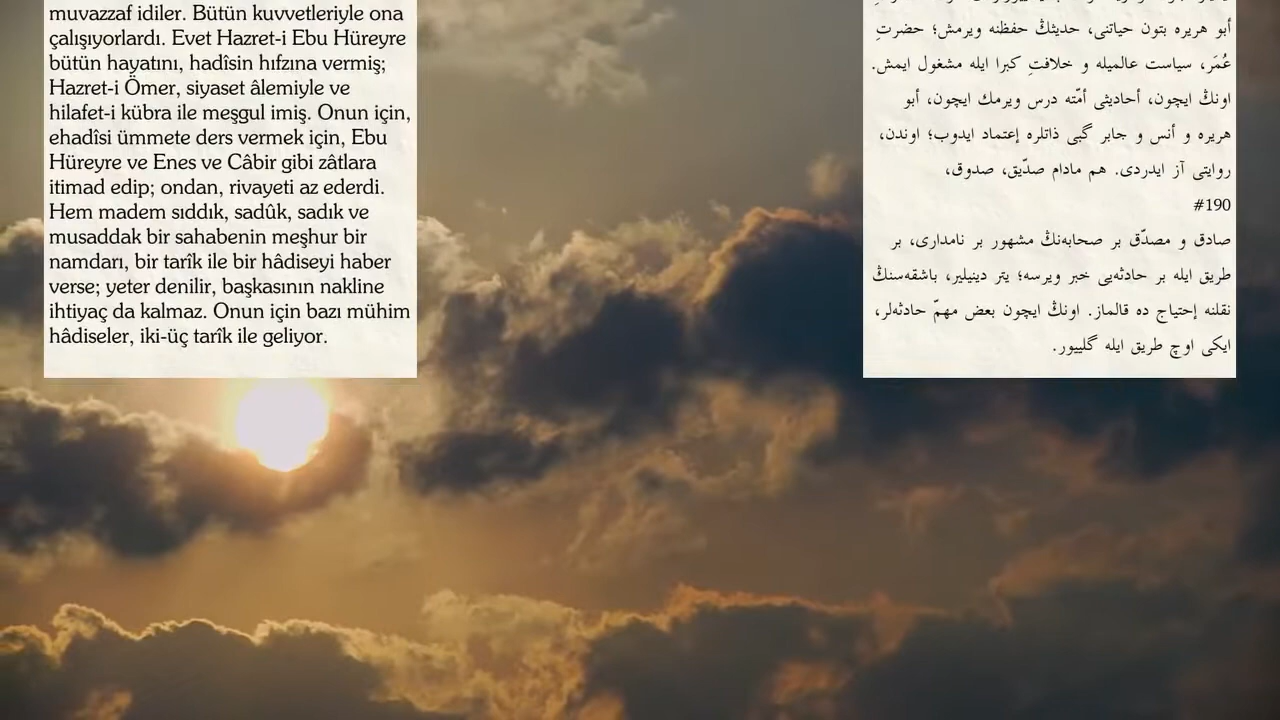 muvazzaf idiler. Bütün kuvvetleriyle ona
çalışıyorlardı. Evet Hazret-i Ebu Hüreyre
bütün hayatını, hadîsin hıfzına vermiş;
Hazret-i Ömer, siyaset âlemiyle ve
hilafet-i kübra ile meşgul imiş. Onun için,
ehadîsi ümmete ders vermek için, Ebu
Hüreyre ve Enes ve Câbir gibi zâtlara
itimad edip; ondan, rivayeti az ederdi.
Hem madem sıddık, sadûk, sadık ve
musaddak bir sahabenin meşhur bir
namdarı, bir tarîk ile bir hâdiseyi haber
verse; yeter denilir, başkasının nakline
ihtiyaç da kalmaz. Onun için bazı mühim
hâdiseler, iki-üç tarîk ile geliyor.
أبو هريره بتون حياتنى، حديثڭ حفظنه ويرمش؛ حضرتِ
عُمَر، سياست عالميله و خلافتِ كبرا ايله مشغول ايمش.
اونڭ ايچون، أحاديثى اُمّته درس ويرمك ايچون، أبو
هريره و أنس و جابر گبى ذاتلره إعتماد ايدوب؛ اوندن،
روايتى آز ايدردى. هم مادام صدّيق، صدوق،
#190
صادق و مصدّق بر صحابه‌نڭ مشهور بر نامدارى، بر
طريق ايله بر حادثه‌يى خبر ويرسه؛ يتر دينيلير، باشقه‌سنڭ
نقلنه إحتياج ده قالماز. اونڭ ايچون بعض مهمّ حادثه‌لر،
ايكى اوچ طريق ايله گلييور.